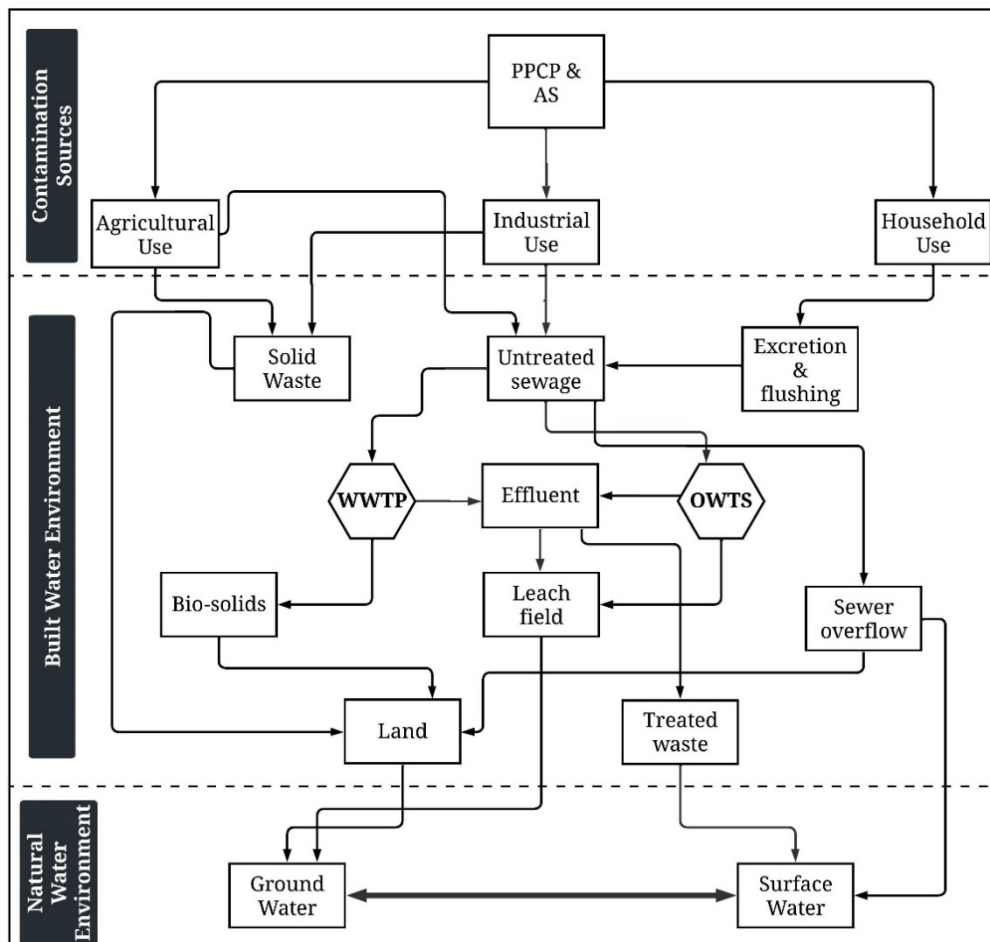 Contamination
Sources
PPCP &
AS
Agricultural
Use
Industrial
Use
Household
Use
Built Water Environment
Solid
Waste
Untreated
sewage
Excretion
&
flushing
WWTP
Effluent
OWTS
Bio-solids
Leach
field
Sewer
overflow
Land
Treated
waste
Natural
Water
Environment
Ground
Water
Surface
Water